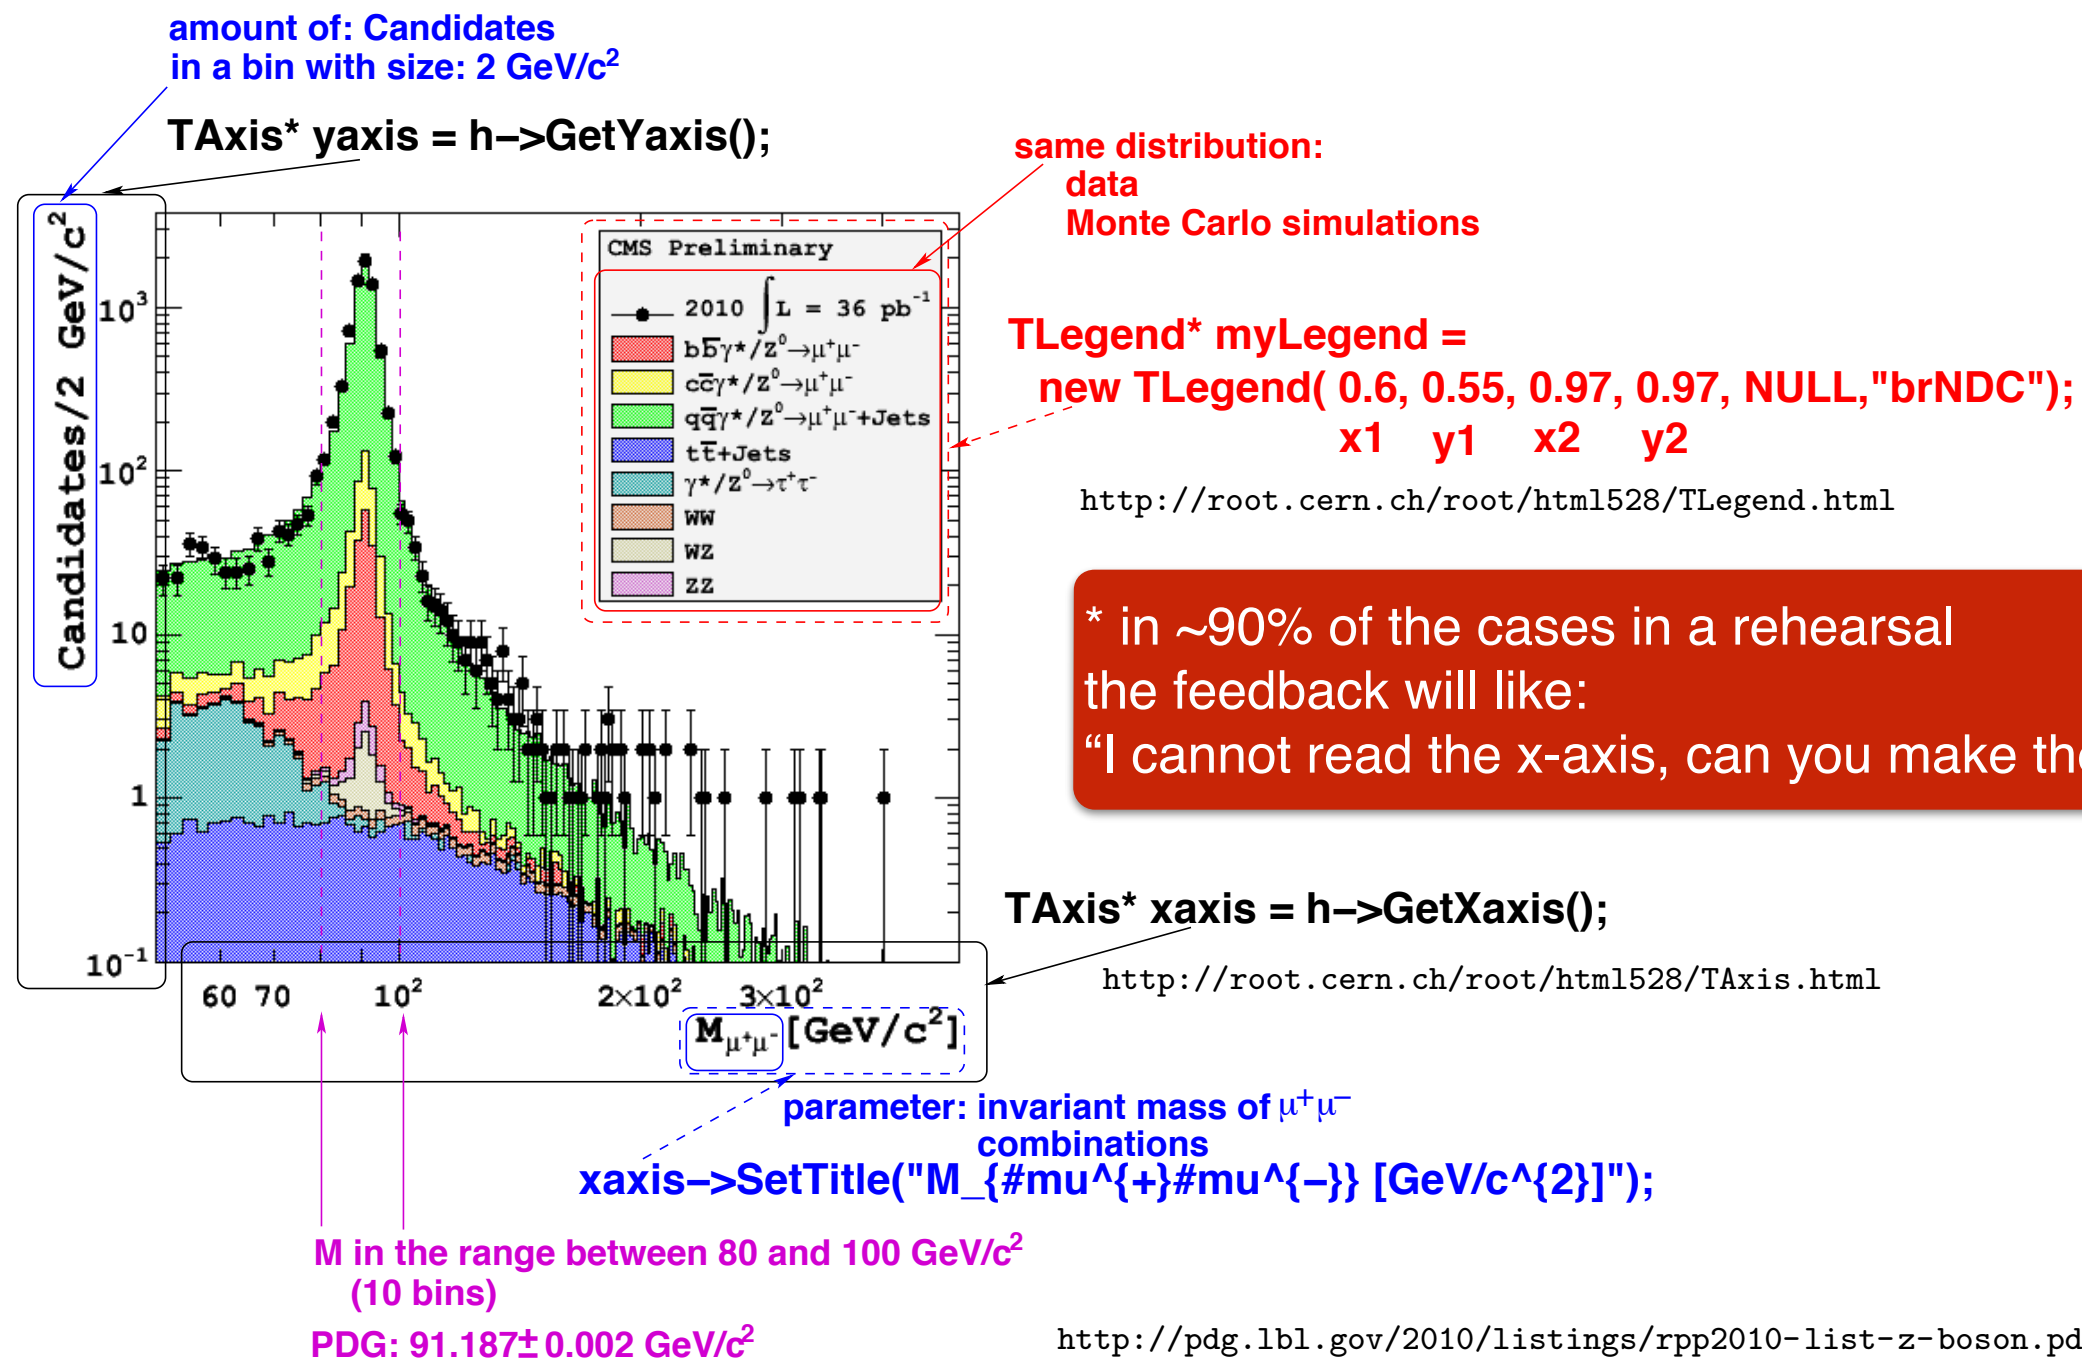 amount of: Candidates
in a bin with size: 2 GeV/c²
TAxis* yaxis = h−>GetYaxis();
same distribution:
data
Monte Carlo simulations
Candidates/2 GeV/c²
10³
10²
10
1
10⁻¹
CMS Preliminary
2010 ∫L = 36 pb⁻¹
bb̅γ*/Z⁰→μ⁺μ⁻
cc̅γ*/Z⁰→μ⁺μ⁻
qq̅γ*/Z⁰→μ⁺μ⁻+Jets
tt̅+Jets
γ*/Z⁰→τ⁺τ⁻
WW
WZ
ZZ
TLegend* myLegend =
new TLegend( 0.6, 0.55, 0.97, 0.97, NULL,"brNDC");
x1 y1 x2 y2
http://root.cern.ch/root/html528/TLegend.html
* in ~90% of the cases in a rehearsal
the feedback will like:
“I cannot read the x-axis, can you make the
TAxis* xaxis = h−>GetXaxis();
http://root.cern.ch/root/html528/TAxis.html
60 70 10² 2×10² 3×10²
M_μ⁺μ⁻ [GeV/c²]
parameter: invariant mass of μ⁺μ⁻
combinations
xaxis−>SetTitle("M_{#mu^{+}#mu^{−}} [GeV/c^{2}]");
M in the range between 80 and 100 GeV/c²
(10 bins)
PDG: 91.187± 0.002 GeV/c²
http://pdg.lbl.gov/2010/listings/rpp2010-list-z-boson.pd